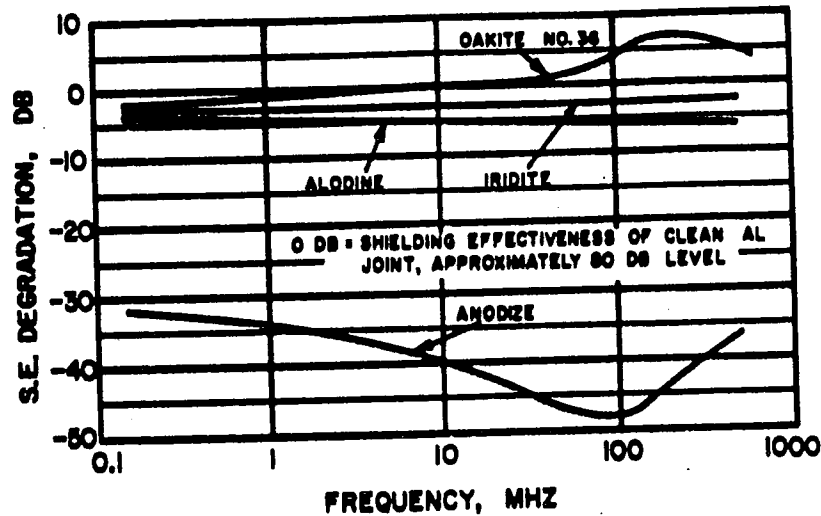 10
OAKITE NO. 36
0
-10
ALODINE
IRIDITE
-20
0 DB = SHIELDING EFFECTIVENESS OF CLEAN AL
JOINT, APPROXIMATELY 80 DB LEVEL
-30
ANODIZE
-40
-50
S.E. DEGRADATION, DB
0.1
1
10
100
1000
FREQUENCY, MHZ